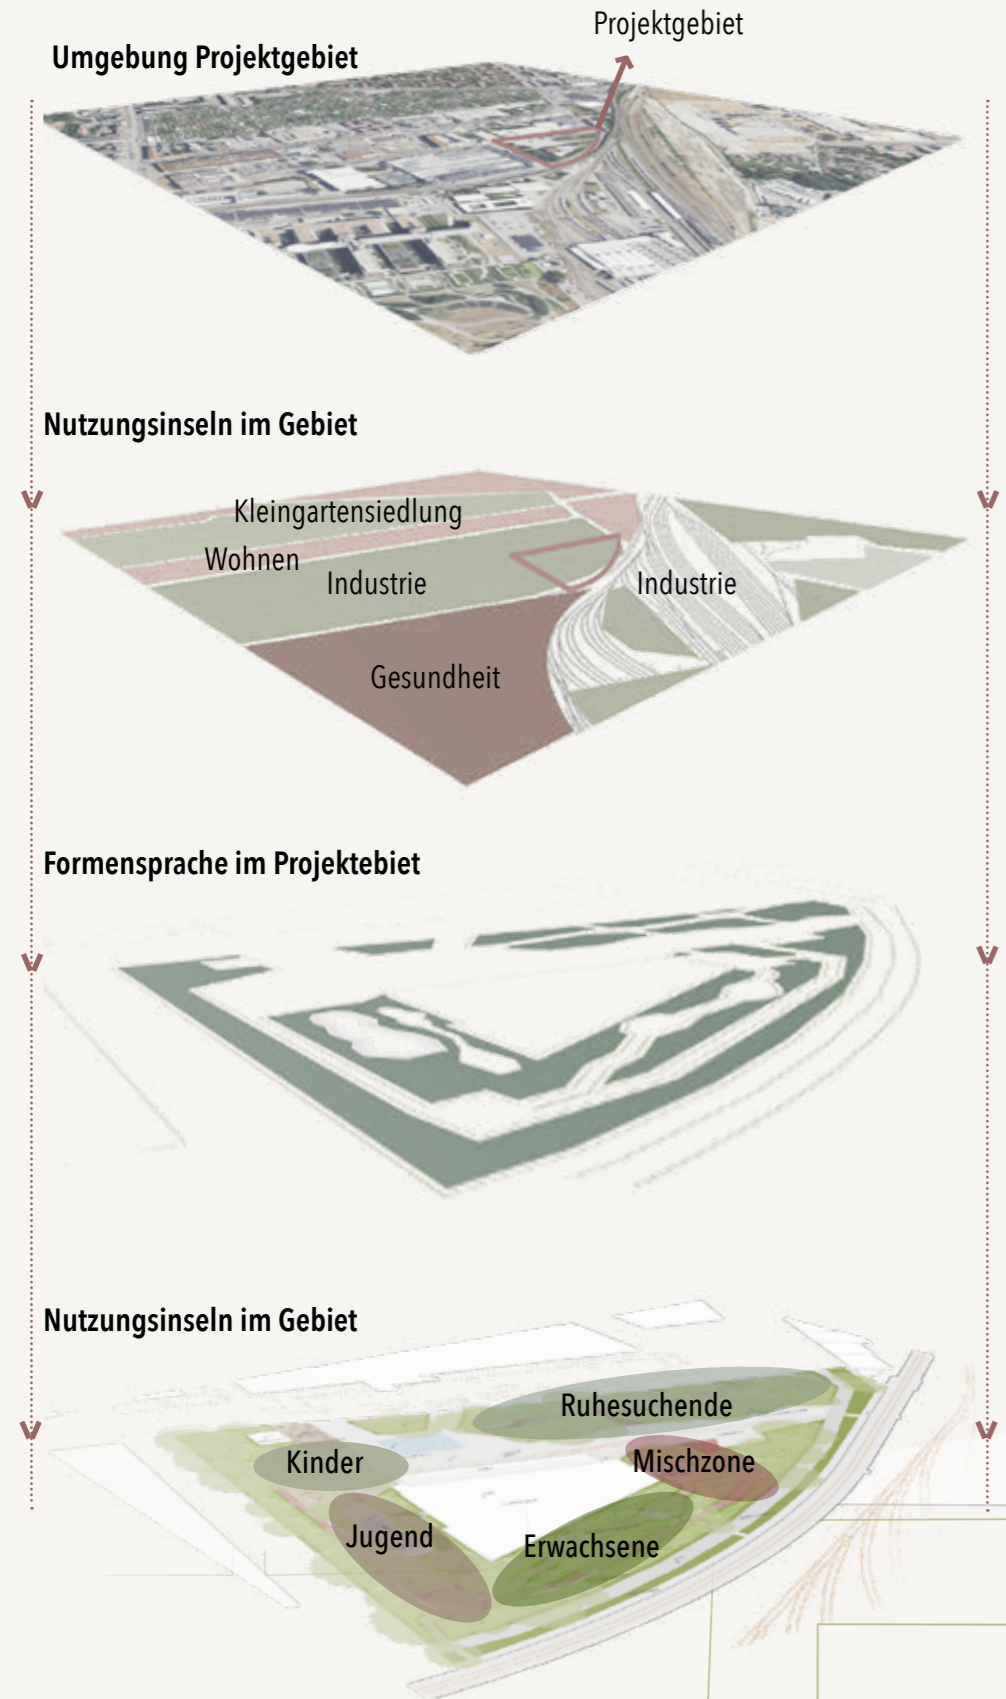 Projektgebiet
Umgebung Projektgebiet
Nutzungsinseln im Gebiet
Kleingartensiedlung
Wohnen
Industrie
Industrie
Gesundheit
Formensprache im Projektebiet
Nutzungsinseln im Gebiet
Ruhesuchende
Kinder
Mischzone
Jugend
Erwachsene